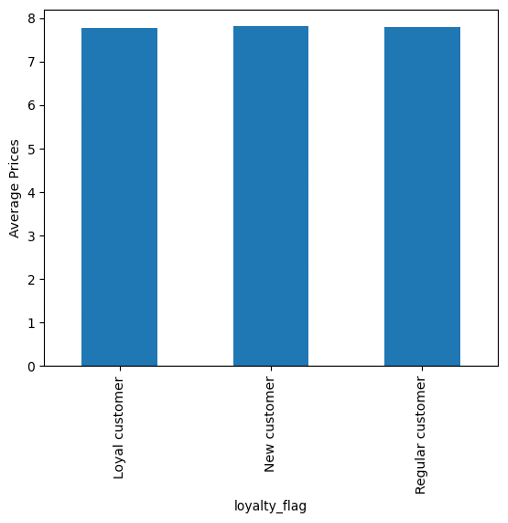 8
7
6
5
4
3
2
1
0
Average Prices
Loyal customer
New customer
Regular customer
loyalty_flag